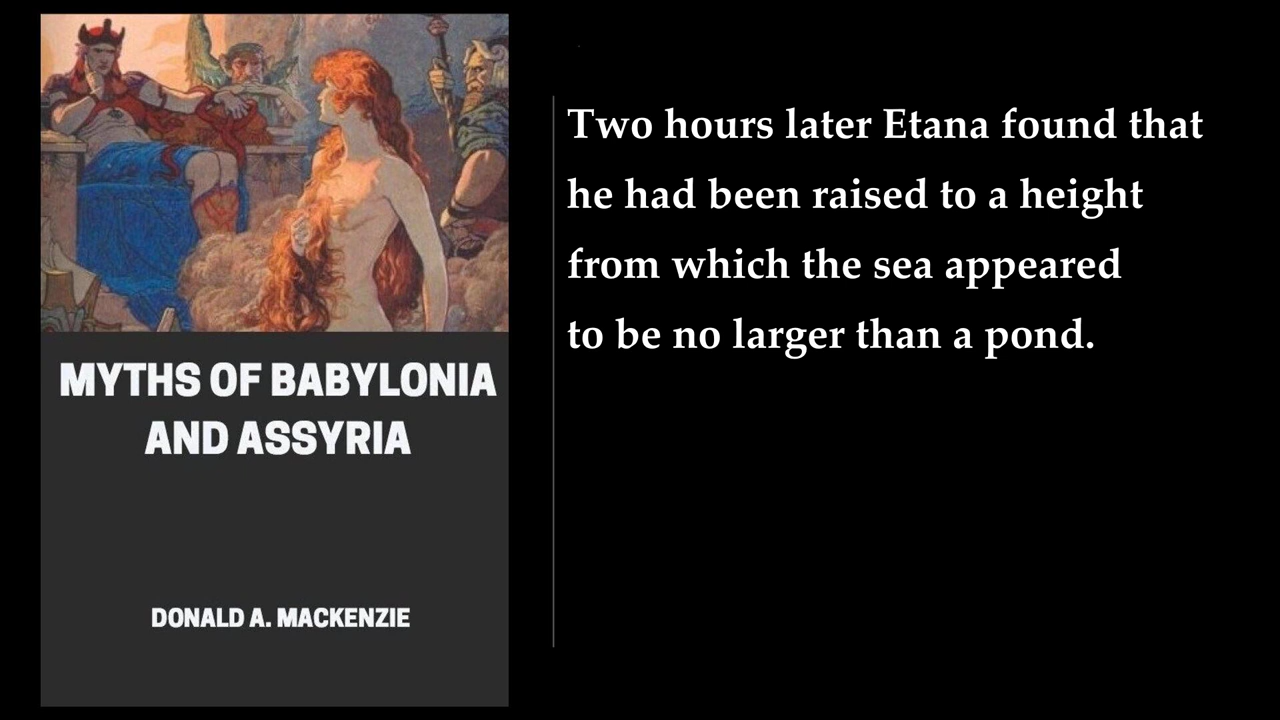 MYTHS OF BABYLONIA
AND ASSYRIA
DONALD A. MACKENZIE
Two hours later Etana found that
he had been raised to a height
from which the sea appeared
to be no larger than a pond.